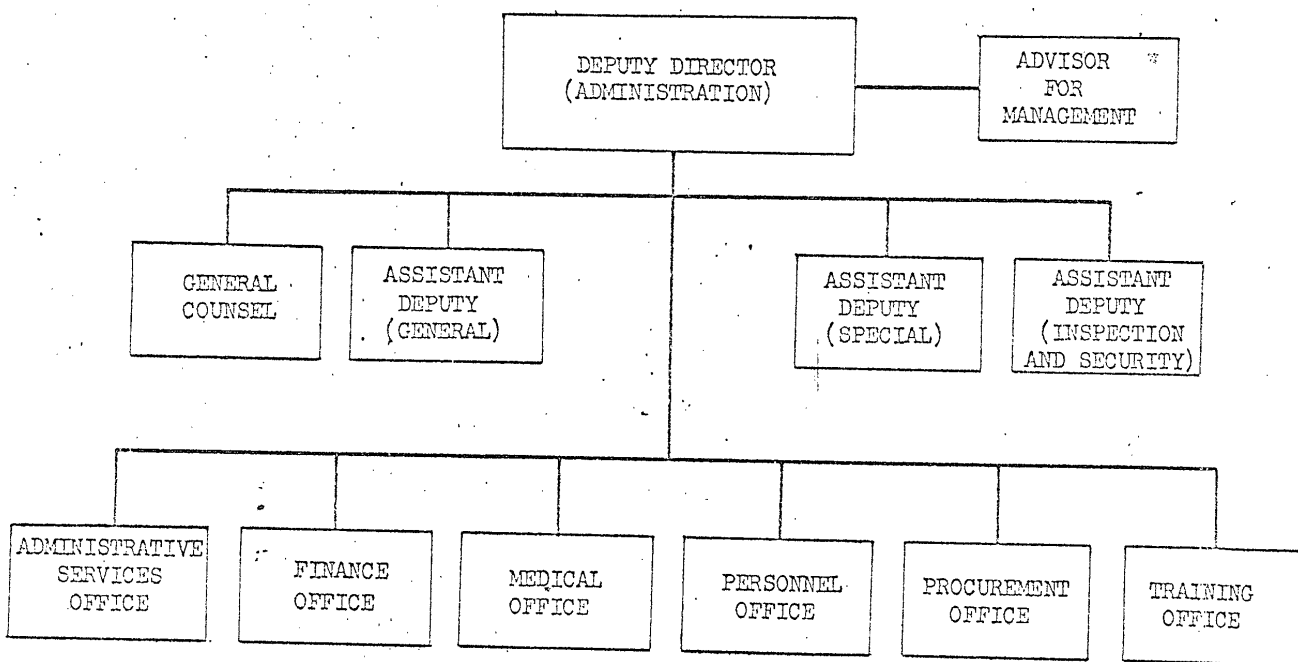 DEPUTY DIRECTOR
(ADMINISTRATION)
ADVISOR
FOR
MANAGEMENT
GENERAL
COUNSEL
ASSISTANT
DEPUTY
(GENERAL)
ASSISTANT
DEPUTY
(SPECIAL)
ASSISTANT
DEPUTY
(INSPECTION
AND SECURITY)
ADMINISTRATIVE
SERVICES
OFFICE
FINANCE
OFFICE
MEDICAL
OFFICE
PERSONNEL
OFFICE
PROCUREMENT
OFFICE
TRAINING
OFFICE